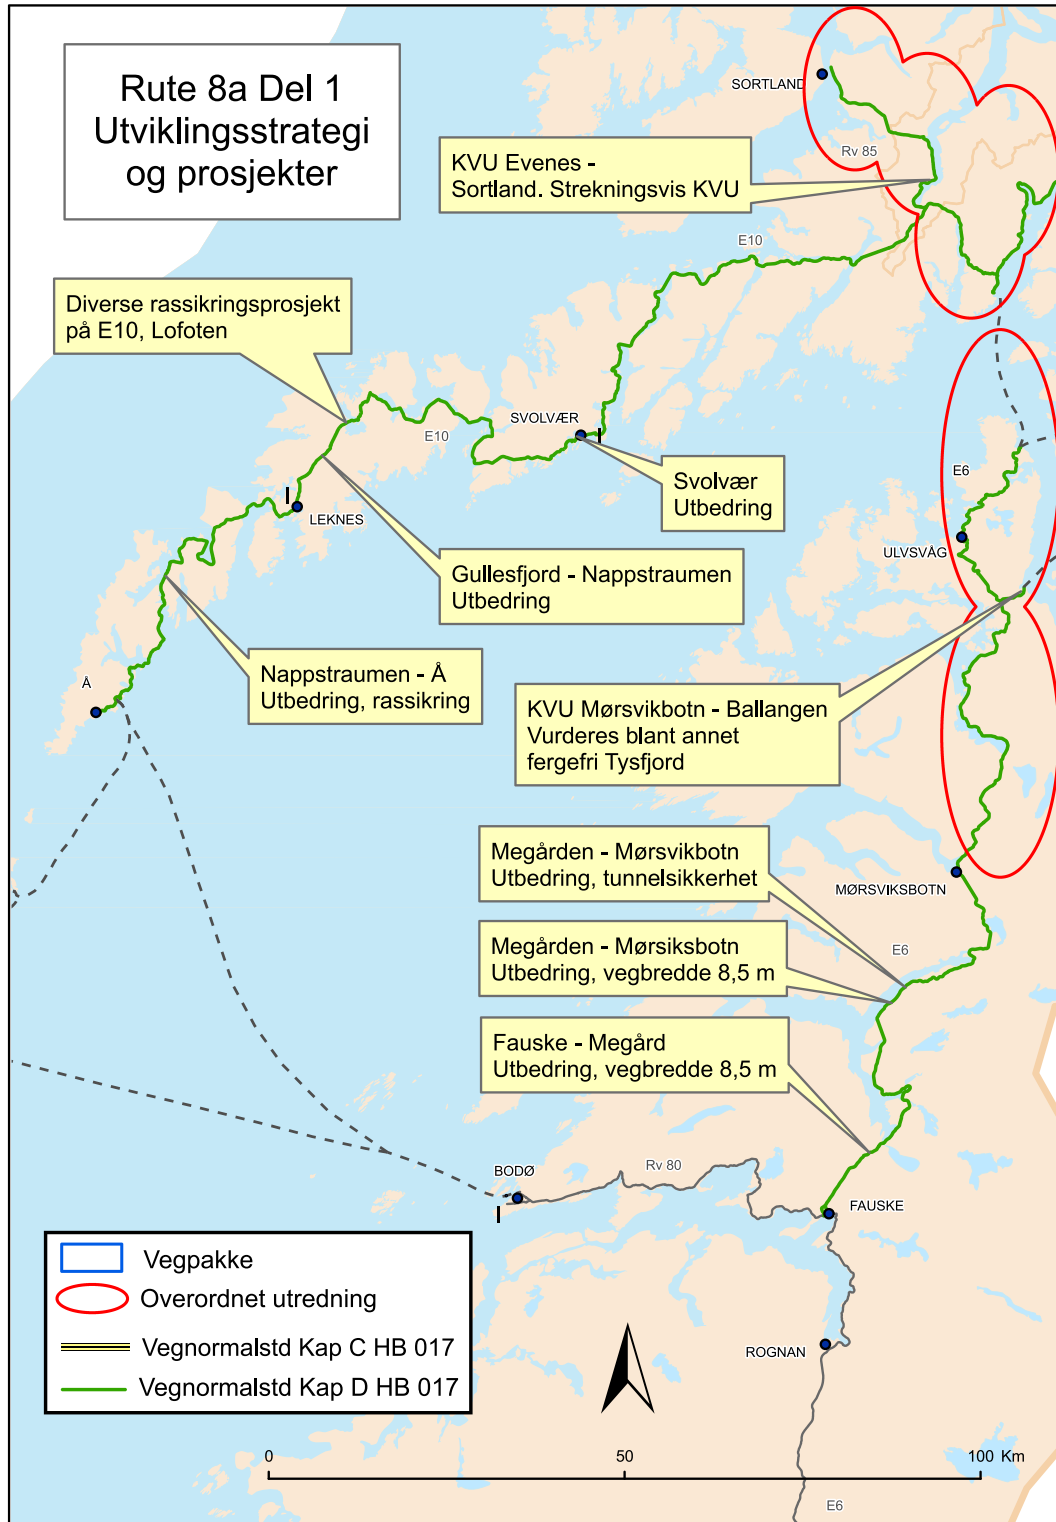 Rute 8a Del 1
Utviklingsstrategi
og prosjekter
SORTLAND
Rv 85
KVU Evenes -
Sortland. Strekningsvis KVU
E10
Diverse rassikringsprosjekt
på E10, Lofoten
SVOLVÆR
E10
Svolvær
Utbedring
E6
LEKNES
ULVSVÅG
Gullesfjord - Nappstraumen
Utbedring
Nappstraumen - Å
Utbedring, rassikring
Å
KVU Mørsvikbotn - Ballangen
Vurderes blant annet
fergefri Tysfjord
Megården - Mørsvikbotn
Utbedring, tunnelsikkerhet
MØRSVIKSBOTN
Megården - Mørsiksbotn
Utbedring, vegbredde 8,5 m
E6
Fauske - Megård
Utbedring, vegbredde 8,5 m
BODØ
Rv 80
FAUSKE
Vegpakke
Overordnet utredning
Vegnormalstd Kap C HB 017
Vegnormalstd Kap D HB 017
ROGNAN
0 50 100 Km
E6